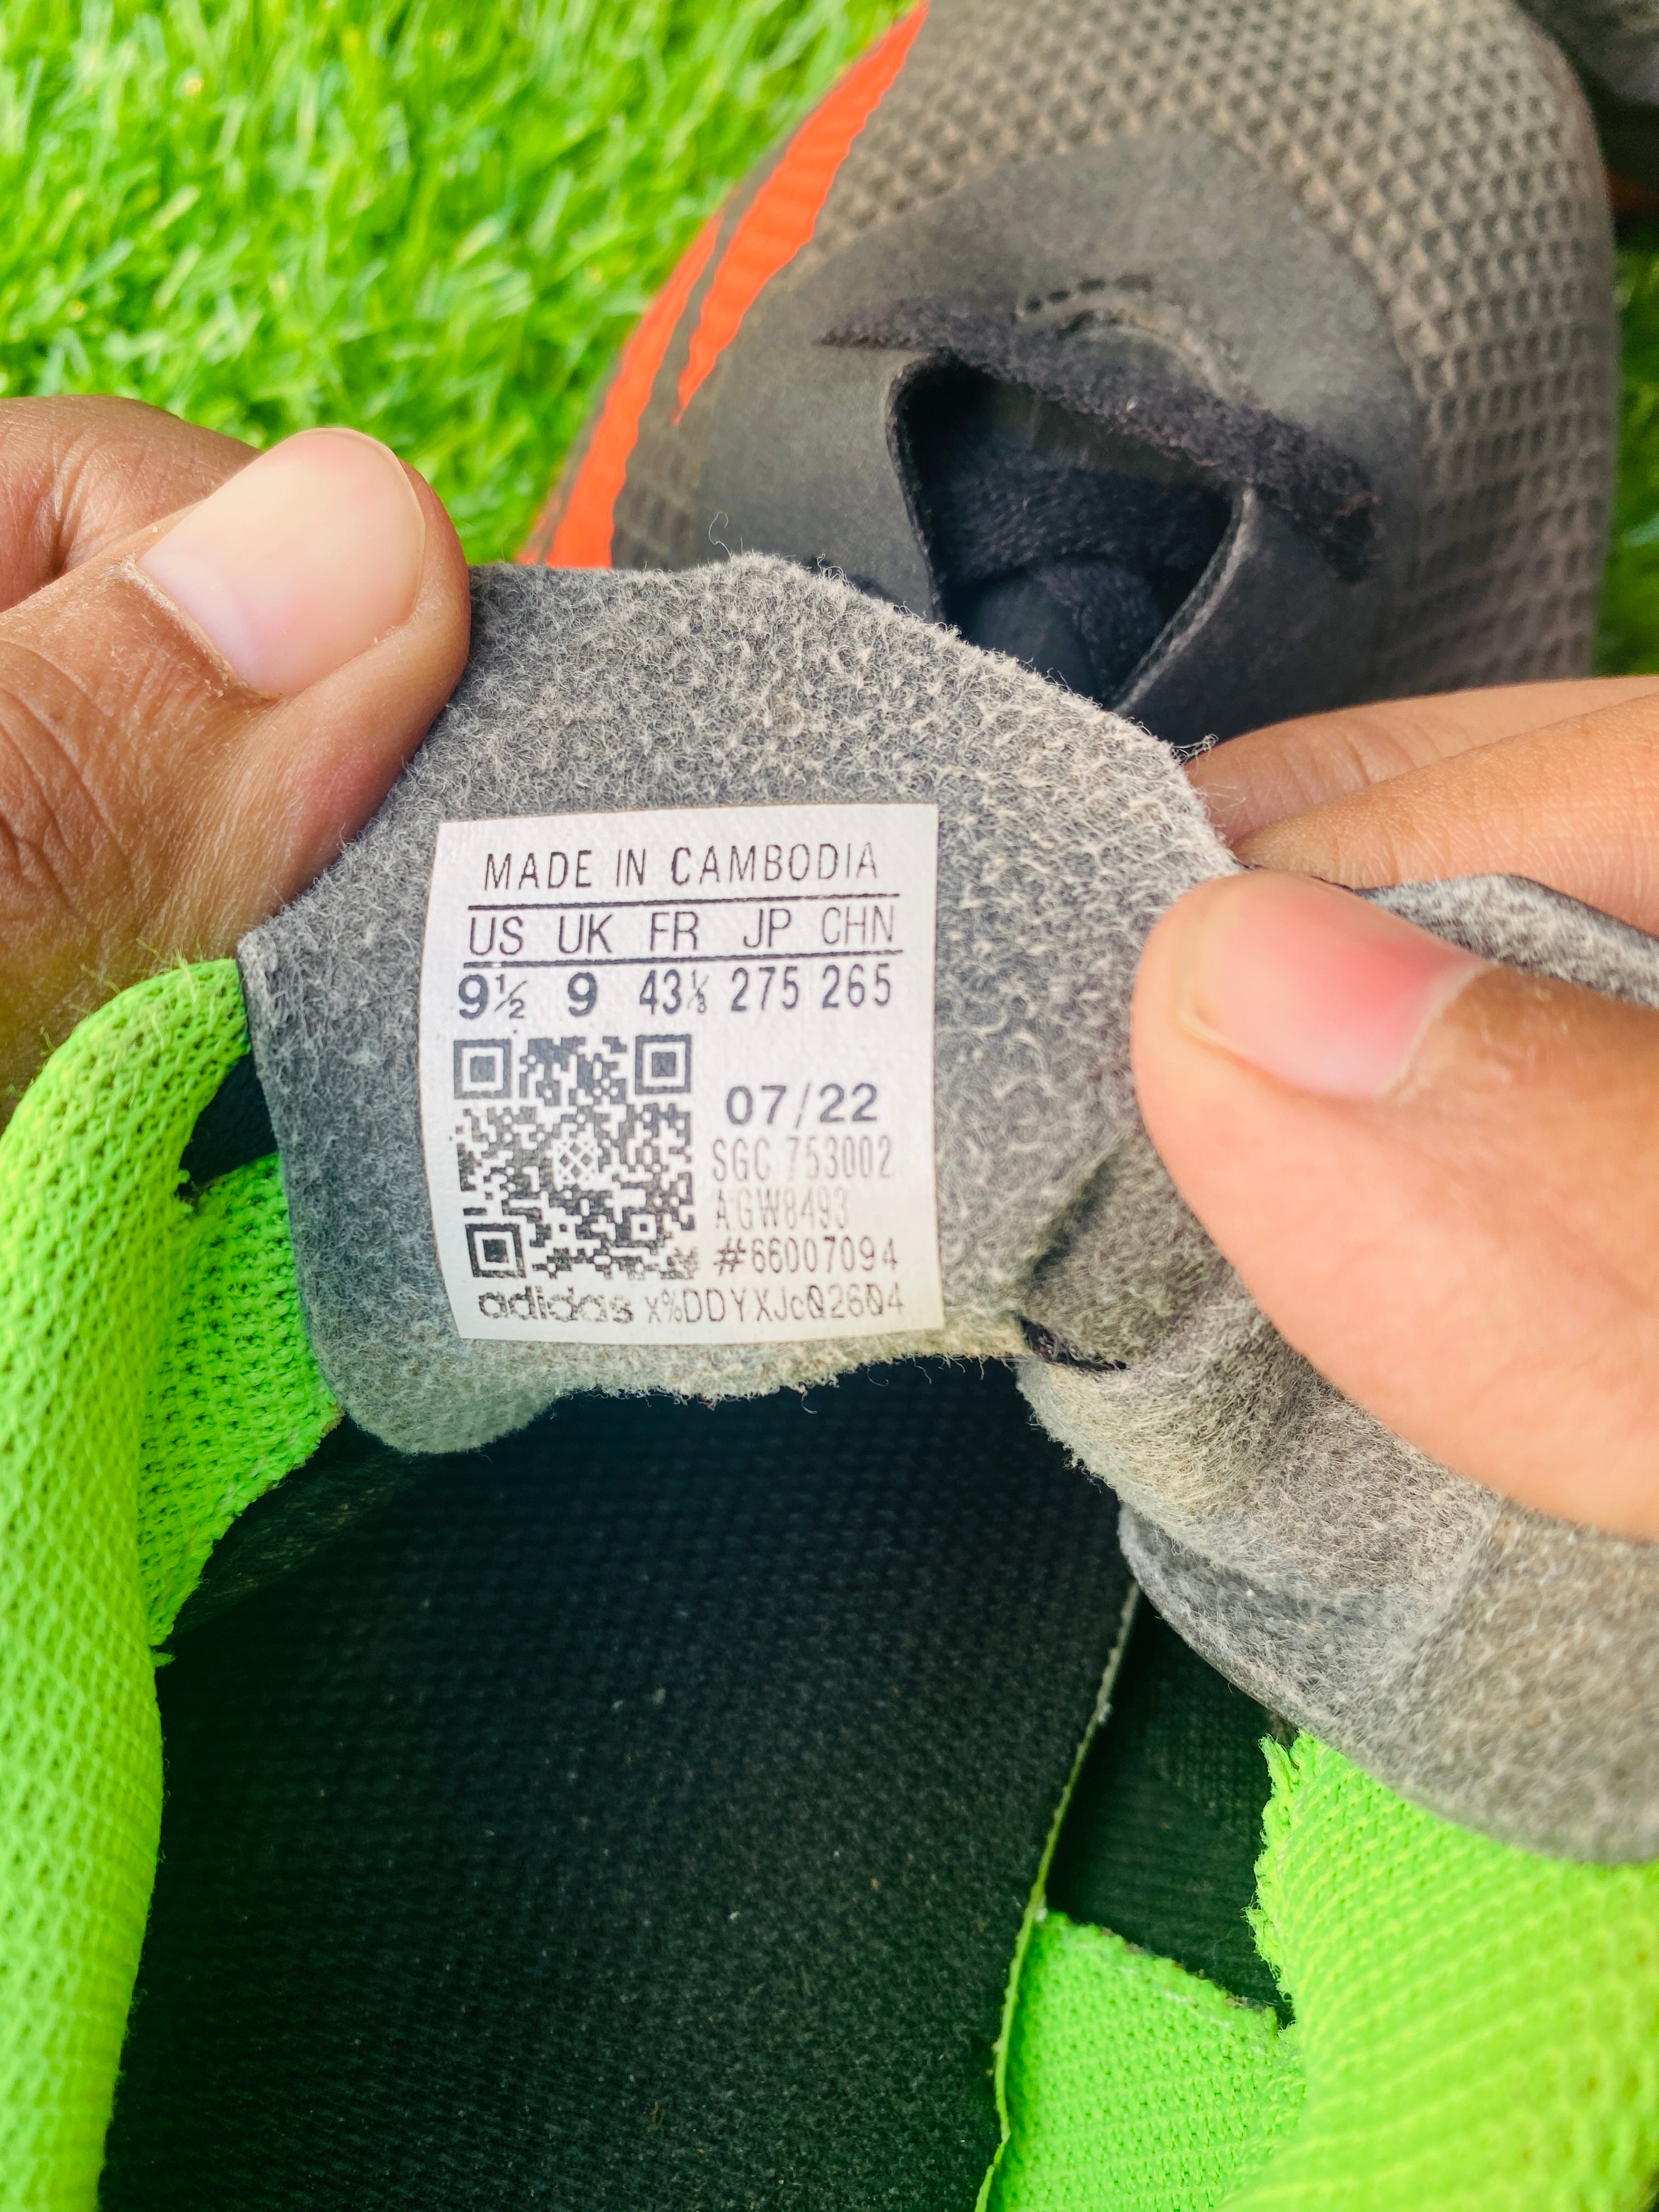 MADE IN CAMBODIA
US UK FR JP CHN
9½ 9 43⅓ 275 265
07/22
SGC 753002
AGW8493
#66007094
adidas X%DDYXJcQ26Q4